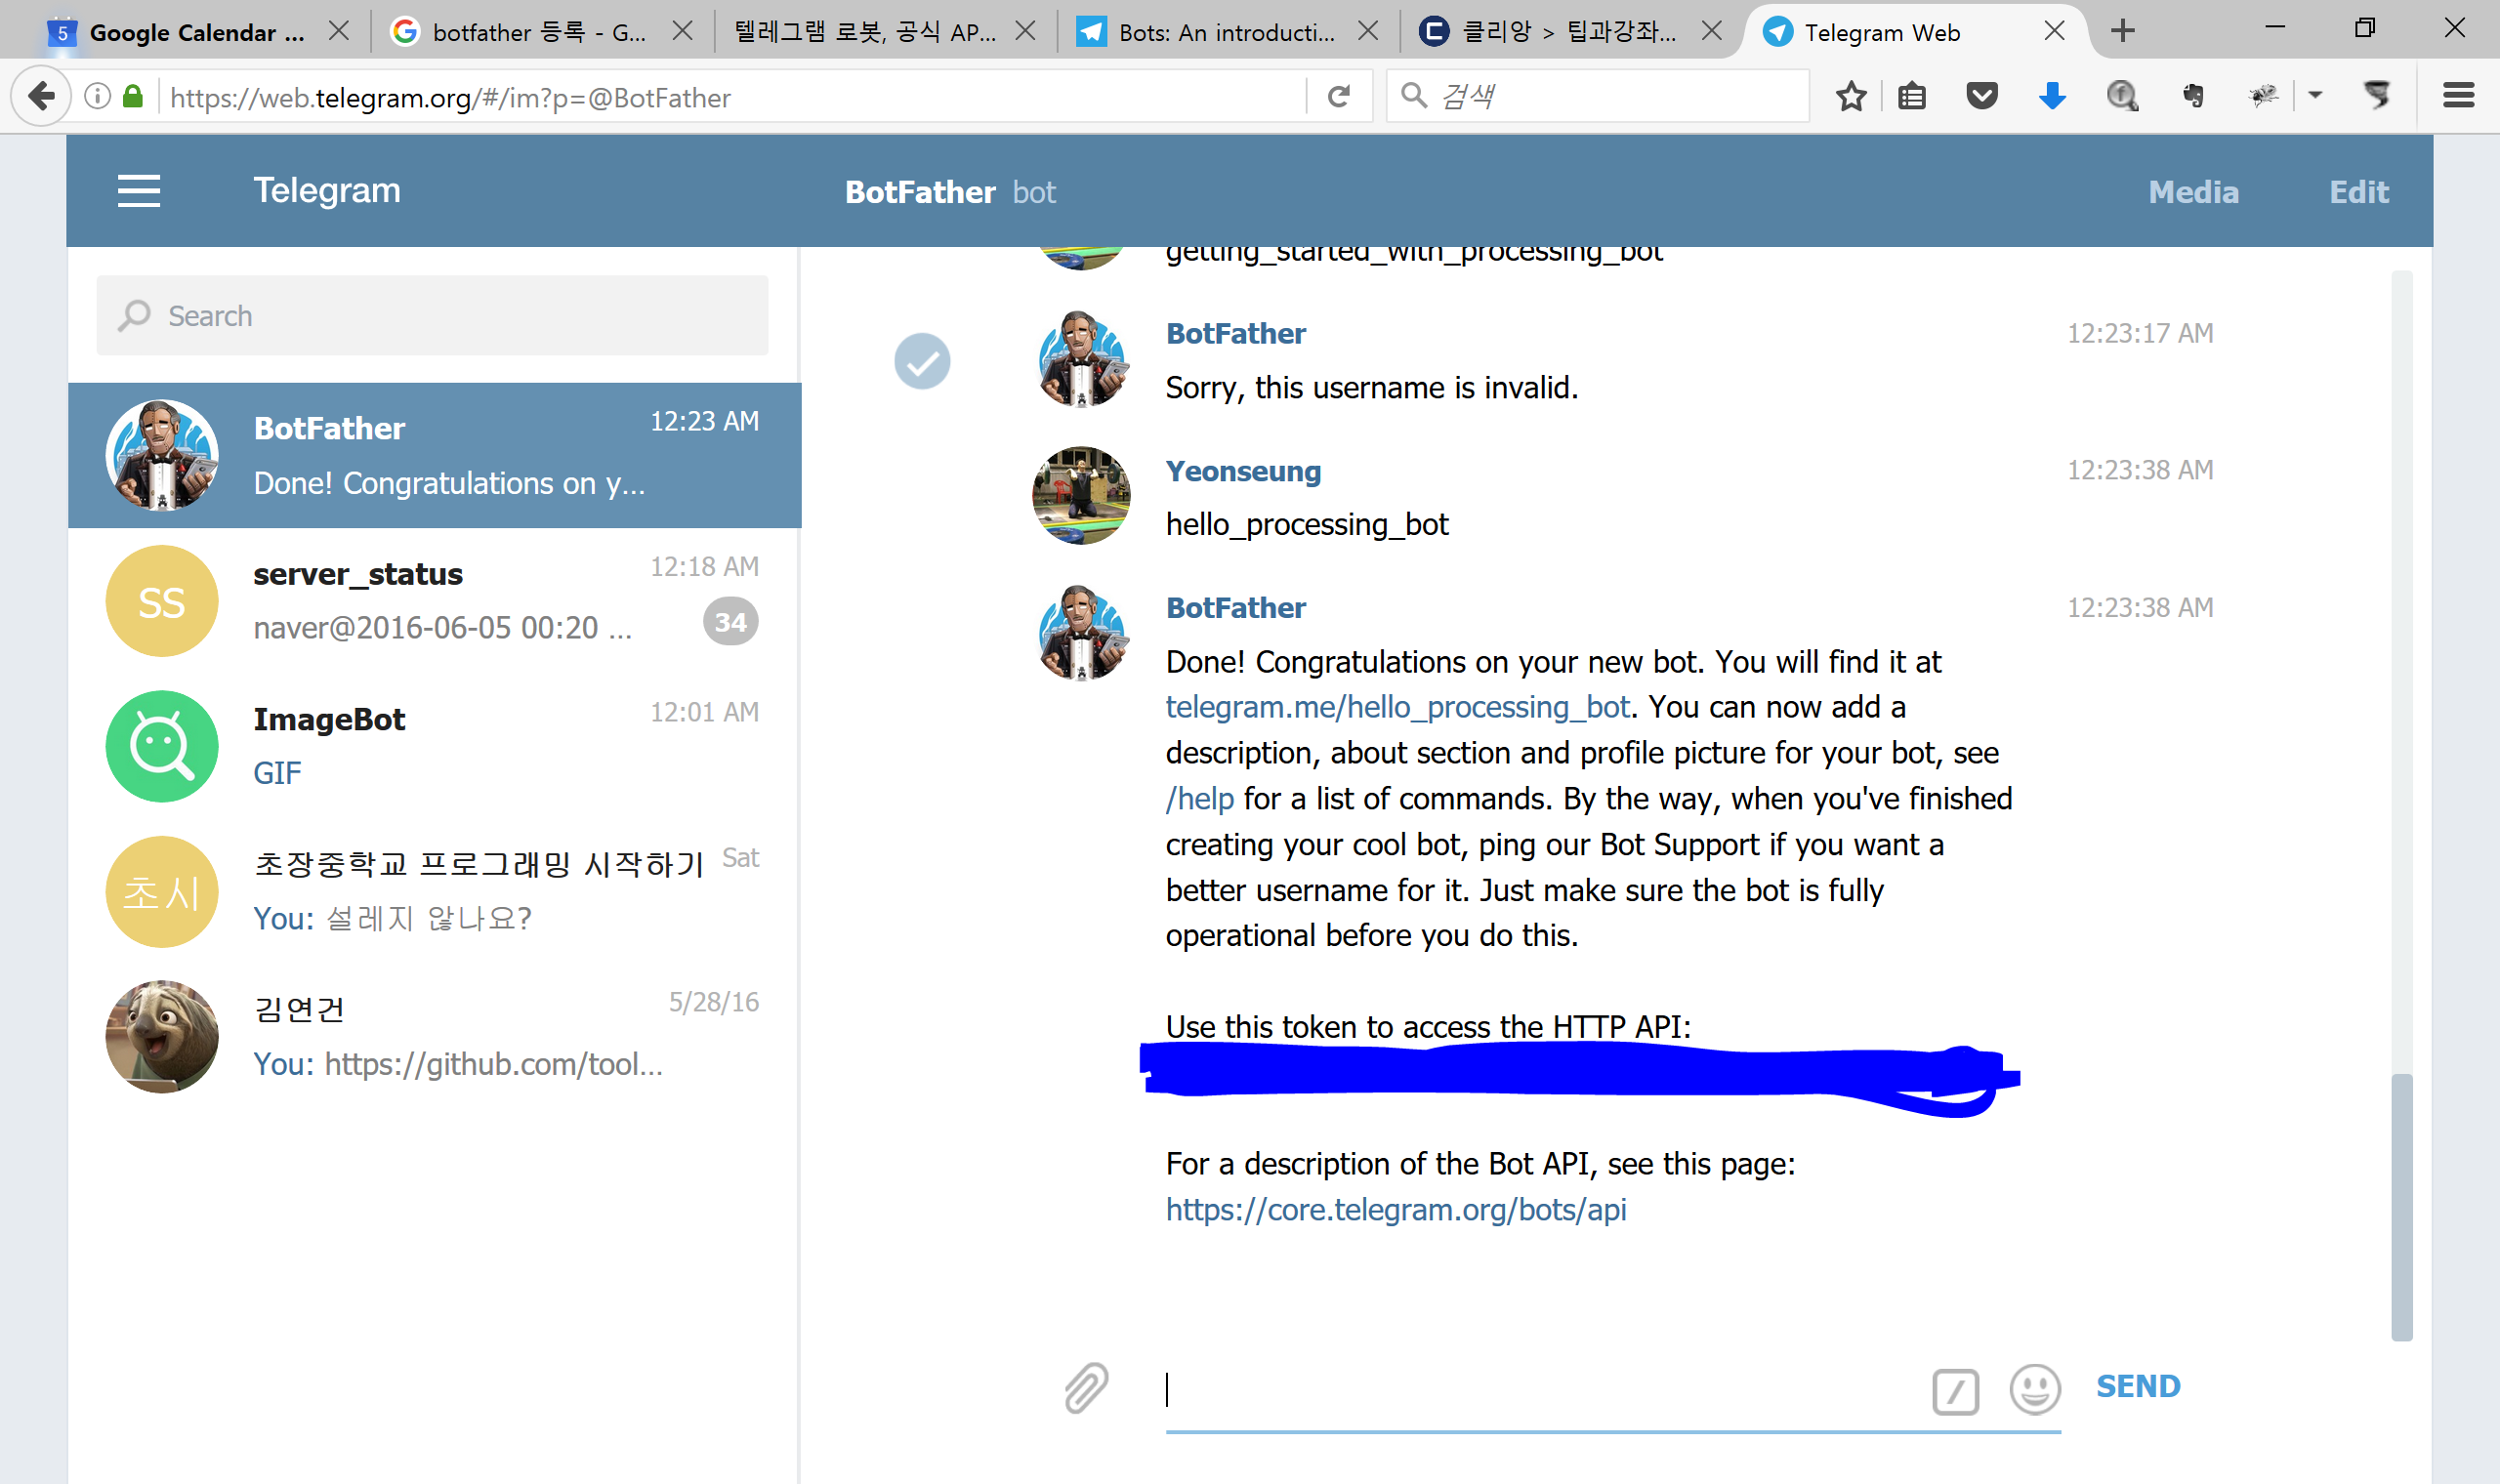 5 Google Calendar ...
botfather 등록 - G...
텔레그램 로봇, 공식 AP...
Bots: An introducti...
클리앙 > 팁과강좌...
Telegram Web
https://web.telegram.org/#/im?p=@BotFather
검색
Telegram
BotFather bot
Media
Edit
Search
BotFather
12:23 AM
Done! Congratulations on y...
SS
server_status
12:18 AM
naver@2016-06-05 00:20 ...
34
ImageBot
12:01 AM
GIF
초시
초장중학교 프로그래밍 시작하기
Sat
You: 설레지 않나요?
김연건
5/28/16
You: https://github.com/tool...
getting_started_with_processing_bot
BotFather
12:23:17 AM
Sorry, this username is invalid.
Yeonseung
12:23:38 AM
hello_processing_bot
BotFather
12:23:38 AM
Done! Congratulations on your new bot. You will find it at
telegram.me/hello_processing_bot. You can now add a
description, about section and profile picture for your bot, see
/help for a list of commands. By the way, when you've finished
creating your cool bot, ping our Bot Support if you want a
better username for it. Just make sure the bot is fully
operational before you do this.
Use this token to access the HTTP API:
For a description of the Bot API, see this page:
https://core.telegram.org/bots/api
SEND